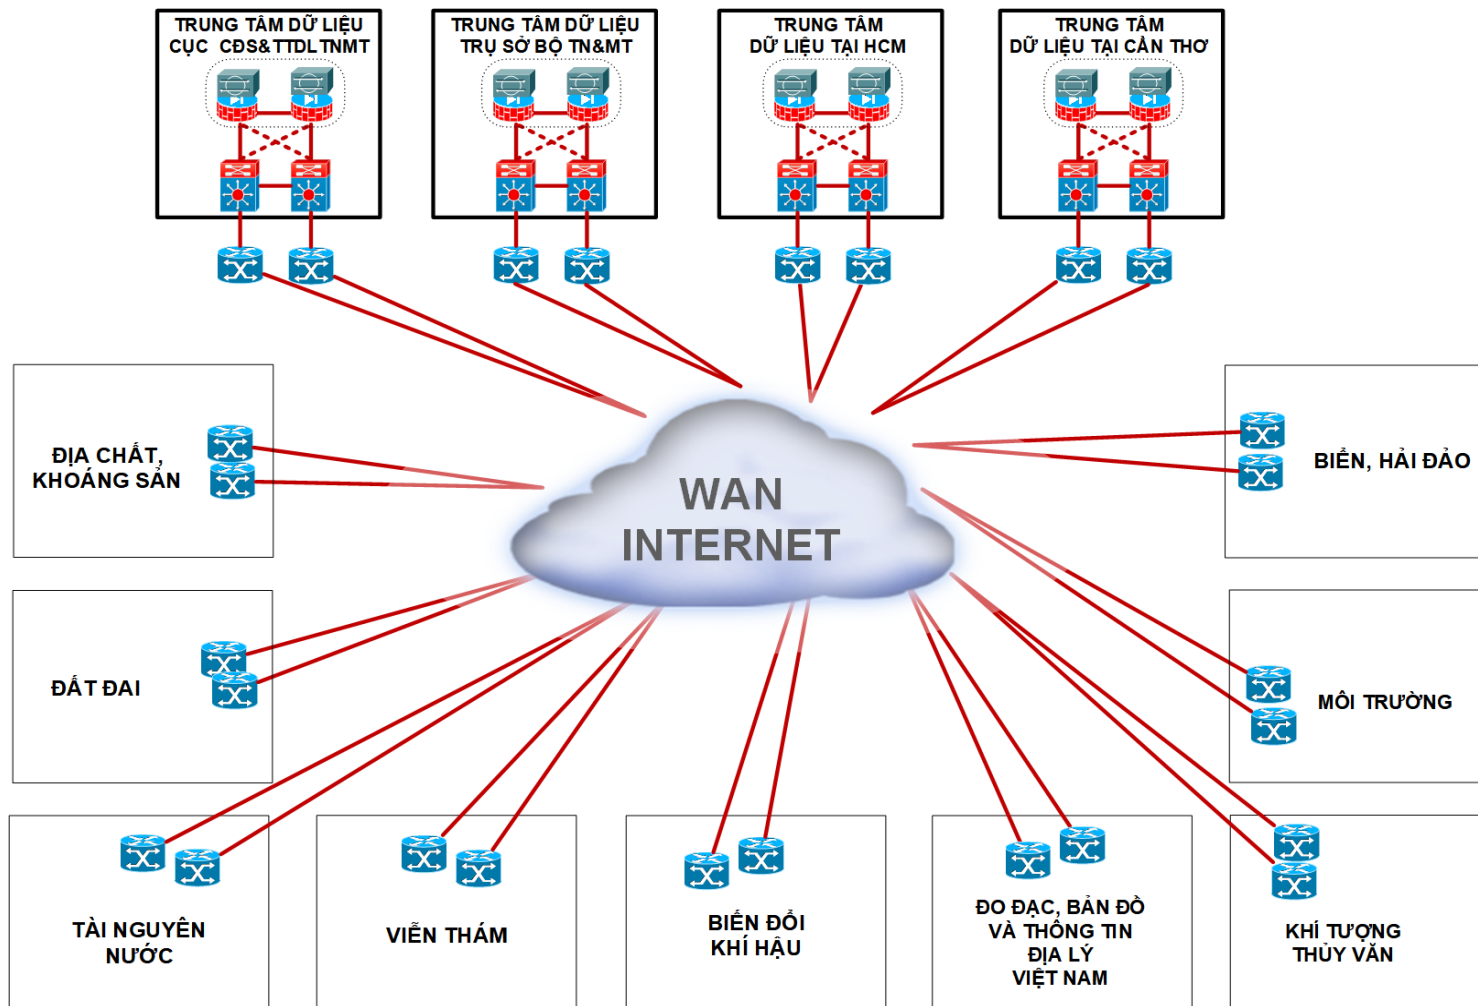 TRUNG TÂM DỮ LIỆU
CỤC CĐS&TTDLTNMT
TRUNG TÂM DỮ LIỆU
TRỤ SỞ BỘ TN&MT
TRUNG TÂM
DỮ LIỆU TẠI HCM
TRUNG TÂM
DỮ LIỆU TẠI CẦN THƠ
ĐỊA CHẤT,
KHOÁNG SẢN
WAN
INTERNET
BIỂN, HẢI ĐẢO
ĐẤT ĐAI
MÔI TRƯỜNG
TÀI NGUYÊN
NƯỚC
VIỄN THÁM
BIẾN ĐỔI
KHÍ HẬU
ĐO ĐẠC, BẢN ĐỒ
VÀ THÔNG TIN
ĐỊA LÝ
VIỆT NAM
KHÍ TƯỢNG
THỦY VĂN